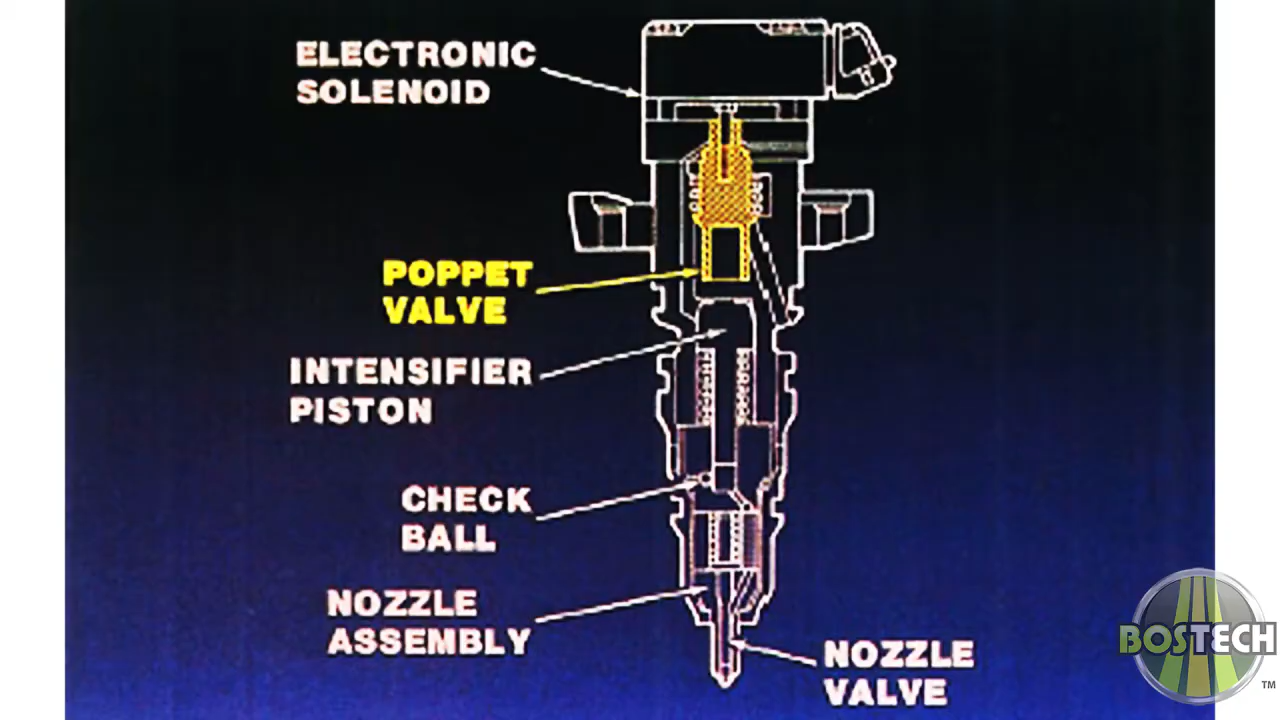 ELECTRONIC
SOLENOID
POPPET
VALVE
INTENSIFIER
PISTON
CHECK
BALL
NOZZLE
ASSEMBLY
NOZZLE
VALVE
BOSTECH
TM